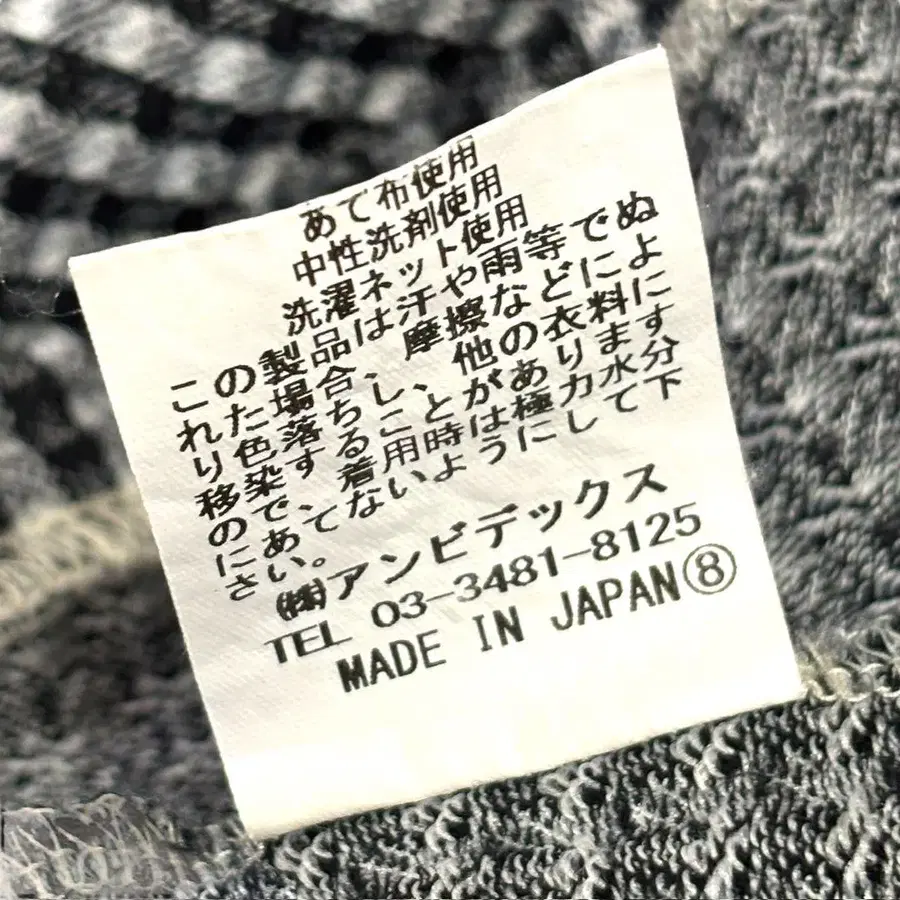 あて布使用
中性洗剤使用
洗濯ネット使用
この製品は汗や雨等でぬ
れた場合、摩擦などによ
り色落ちし、他の衣料に
移染することがあります
ので、着用時は極力水分
にあてないようにして下
さい。
㈱アンビデックス
TEL 03-3481-8125
MADE IN JAPAN⑧